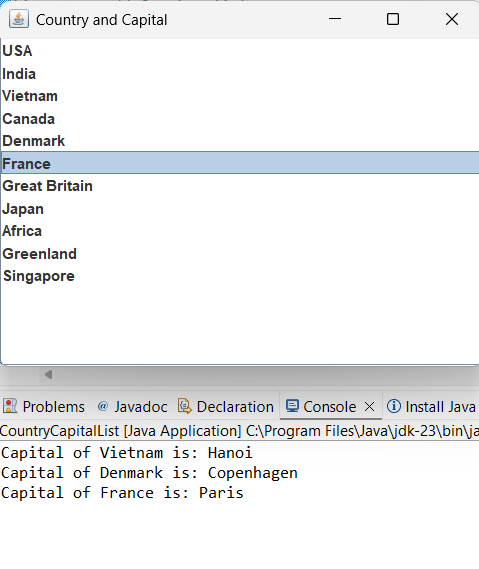 Country and Capital
USA
India
Vietnam
Canada
Denmark
France
Great Britain
Japan
Africa
Greenland
Singapore
Problems @ Javadoc Declaration Console Install Java
CountryCapitalList [Java Application] C:\Program Files\Java\jdk-23\bin\ja
Capital of Vietnam is: Hanoi
Capital of Denmark is: Copenhagen
Capital of France is: Paris